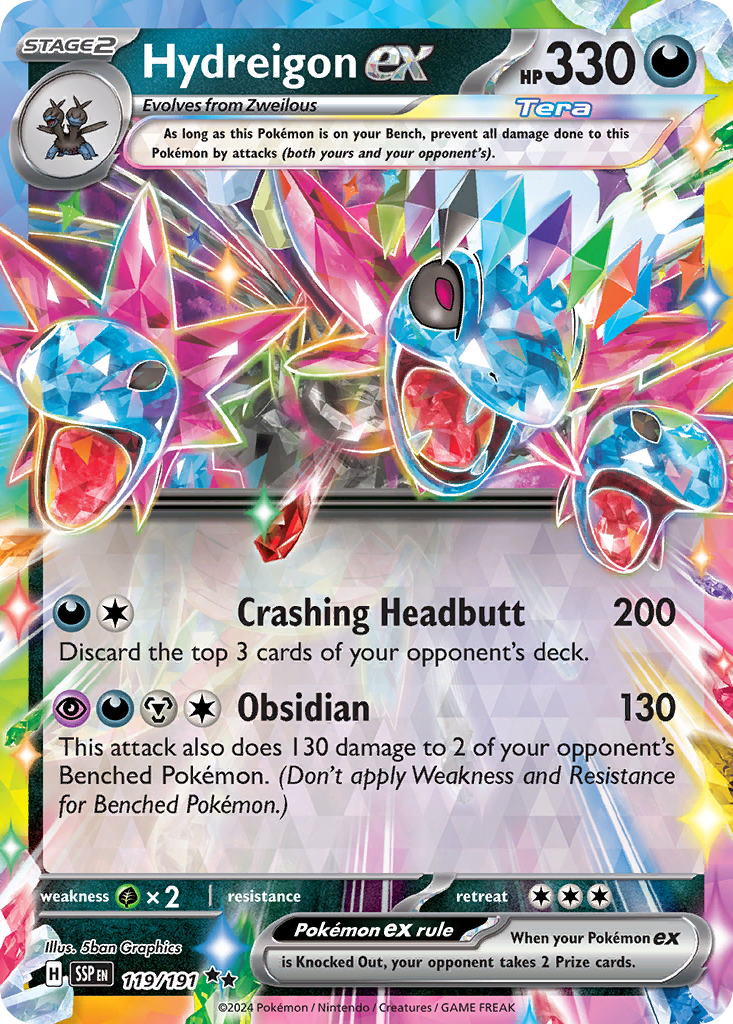 STAGE2
Hydreigon ex
HP 330
Evolves from Zweilous
Tera
As long as this Pokémon is on your Bench, prevent all damage done to this
Pokémon by attacks (both yours and your opponent's).
Crashing Headbutt 200
Discard the top 3 cards of your opponent's deck.
Obsidian 130
This attack also does 130 damage to 2 of your opponent's
Benched Pokémon. (Don't apply Weakness and Resistance
for Benched Pokémon.)
weakness ×2 resistance retreat
Illus. 5ban Graphics
Pokémon ex rule
When your Pokémon ex
is Knocked Out, your opponent takes 2 Prize cards.
H SSP EN 119/191
©2024 Pokémon / Nintendo / Creatures / GAME FREAK